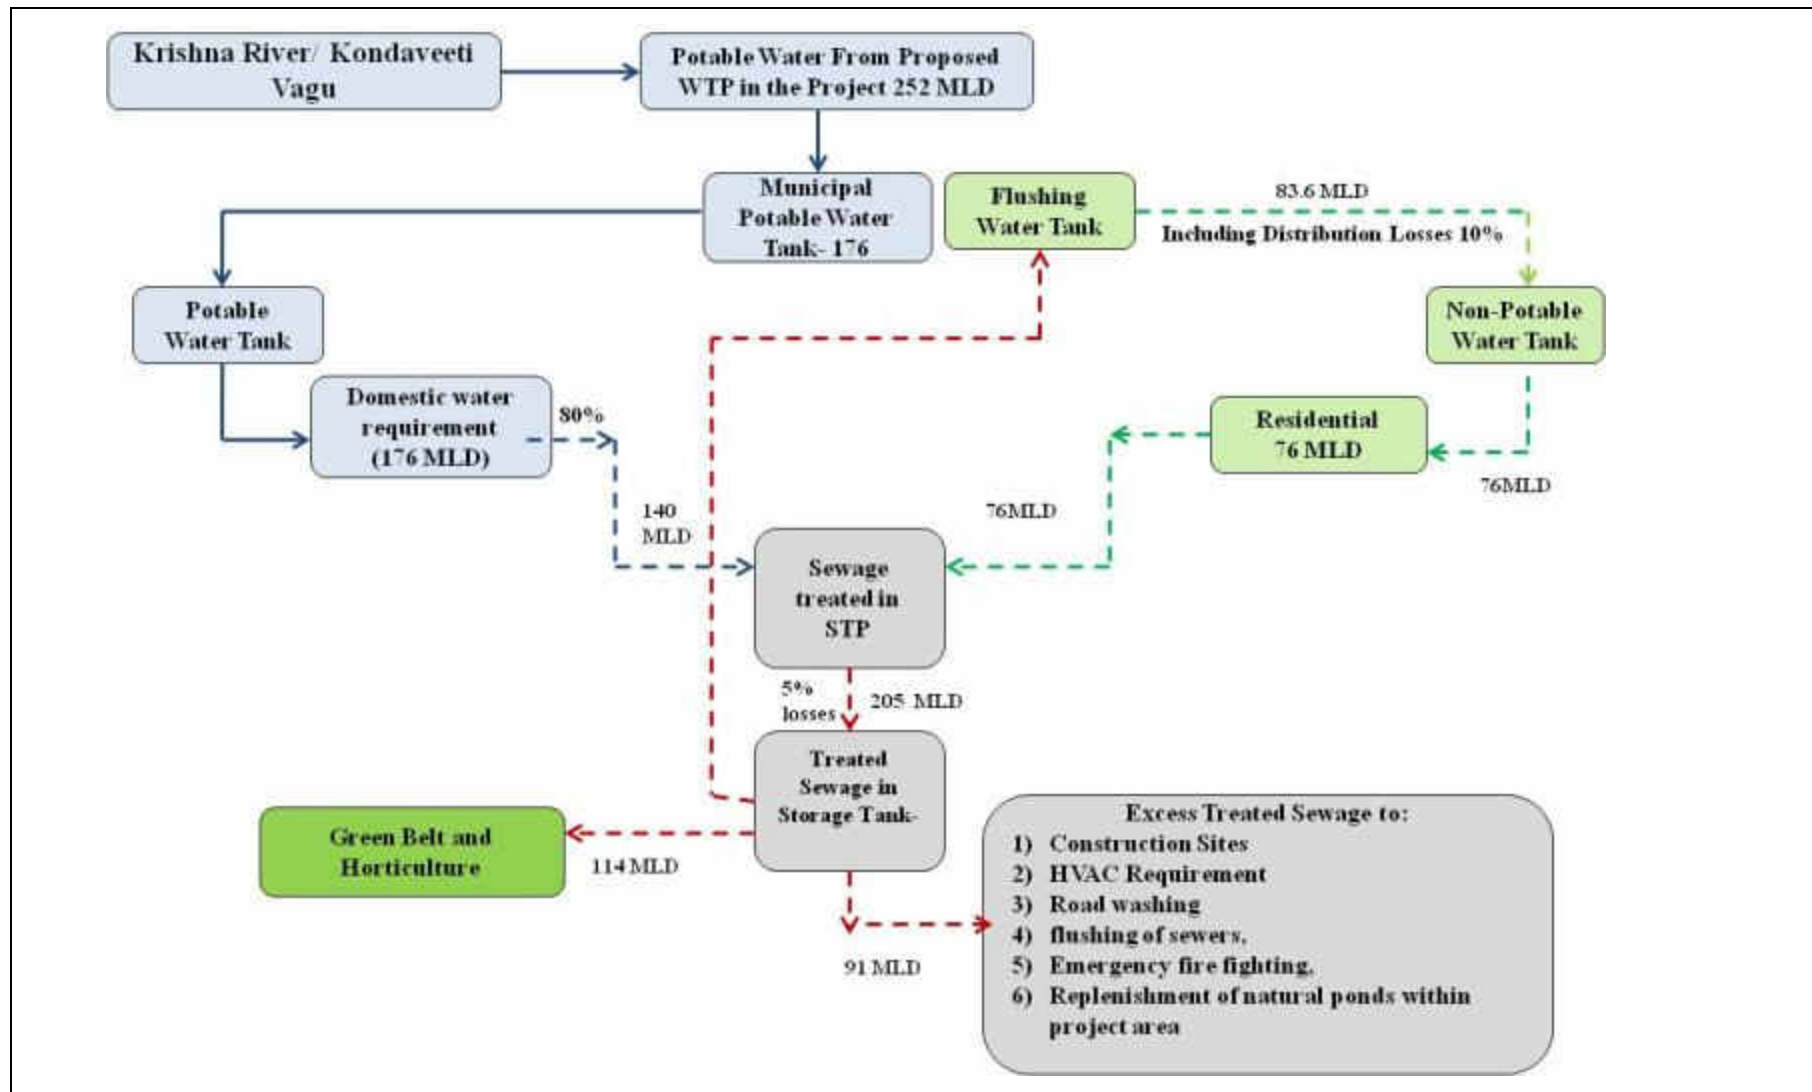 Krishna River/ Kondaveeti
Vagu
Potable Water From Proposed
WTP in the Project 252 MLD
Municipal
Potable Water
Tank- 176
Flushing
Water Tank
83.6 MLD
Including Distribution Losses 10%
Potable
Water Tank
Non-Potable
Water Tank
Domestic water
requirement
(176 MLD)
80%
Residential
76 MLD
76MLD
140
MLD
76MLD
Sewage
treated in
STP
5%
losses
205 MLD
Treated
Sewage in
Storage Tank-
Green Belt and
Horticulture
114 MLD
91 MLD
Excess Treated Sewage to:
1) Construction Sites
2) HVAC Requirement
3) Road washing
4) flushing of sewers,
5) Emergency fire fighting,
6) Replenishment of natural ponds within
project area